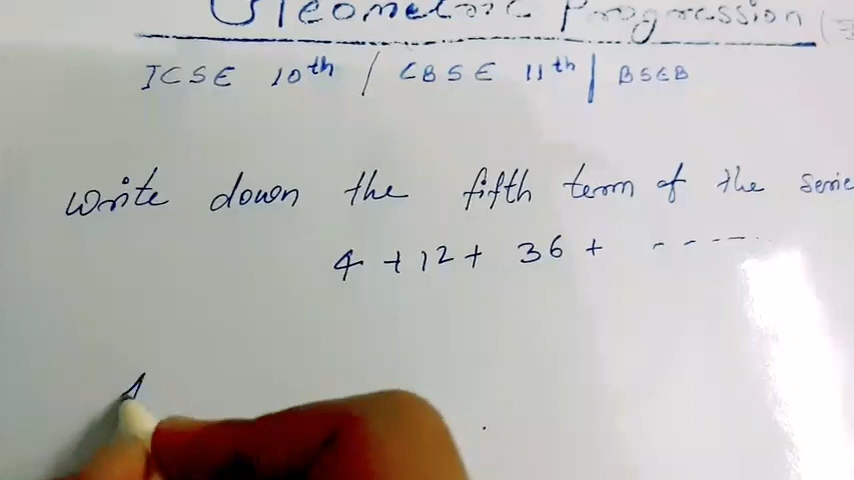 Geometric Progression
ICSE 10th / CBSE 11th | BSEB
write down the fifth term of the serie
4 + 12 + 36 + -----